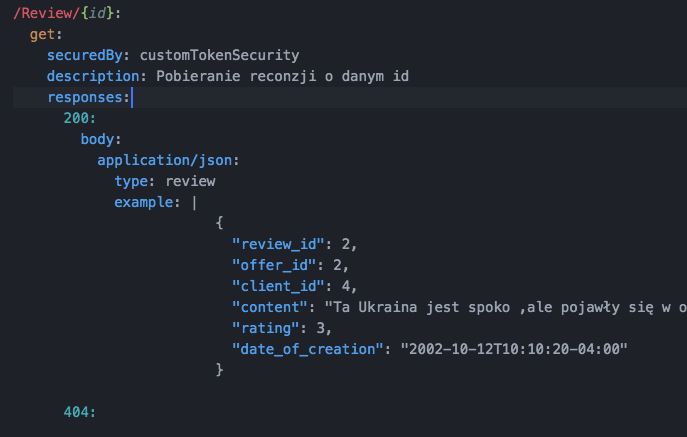 /Review/{id}:
get:
securedBy: customTokenSecurity
description: Pobieranie reconzji o danym id
responses:
200:
body:
application/json:
type: review
example: |
{
"review_id": 2,
"offer_id": 2,
"client_id": 4,
"content": "Ta Ukraina jest spoko ,ale pojawły się w o
"rating": 3,
"date_of_creation": "2002-10-12T10:10:20-04:00"
}
404: